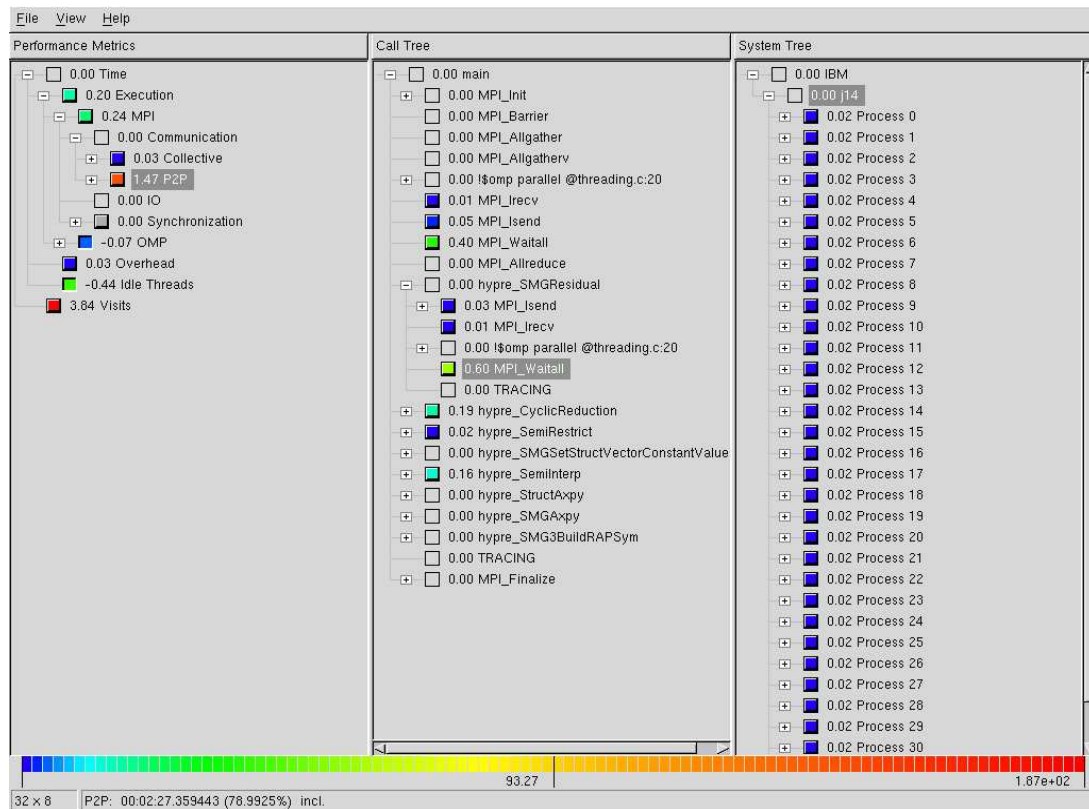 File View Help
Performance Metrics
0.00 Time
0.20 Execution
0.24 MPI
0.00 Communication
0.03 Collective
1.47 P2P
0.00 IO
0.00 Synchronization
-0.07 OMP
0.03 Overhead
-0.44 Idle Threads
3.84 Visits
Call Tree
0.00 main
0.00 MPI_Init
0.00 MPI_Barrier
0.00 MPI_Allgather
0.00 MPI_Allgatherv
0.00 !$omp parallel @threading.c:20
0.01 MPI_Irecv
0.05 MPI_Isend
0.40 MPI_Waitall
0.00 MPI_Allreduce
0.00 hypre_SMGResidual
0.03 MPI_Isend
0.01 MPI_Irecv
0.00 !$omp parallel @threading.c:20
0.60 MPI_Waitall
0.00 TRACING
0.19 hypre_CyclicReduction
0.02 hypre_SemiRestrict
0.00 hypre_SMGSetStructVectorConstantValue
0.16 hypre_SemiInterp
0.00 hypre_StructAxpy
0.00 hypre_SMGAxpy
0.00 hypre_SMG3BuildRAPSym
0.00 TRACING
0.00 MPI_Finalize
System Tree
0.00 IBM
0.00 j14
0.02 Process 0
0.02 Process 1
0.02 Process 2
0.02 Process 3
0.02 Process 4
0.02 Process 5
0.02 Process 6
0.02 Process 7
0.02 Process 8
0.02 Process 9
0.02 Process 10
0.02 Process 11
0.02 Process 12
0.02 Process 13
0.02 Process 14
0.02 Process 15
0.02 Process 16
0.02 Process 17
0.02 Process 18
0.02 Process 19
0.02 Process 20
0.02 Process 21
0.02 Process 22
0.02 Process 23
0.02 Process 24
0.02 Process 25
0.02 Process 26
0.02 Process 27
0.02 Process 28
0.02 Process 29
0.02 Process 30
93.27 1.87e+02
32 × 8 P2P: 00:02:27.359443 (78.9925%) incl.